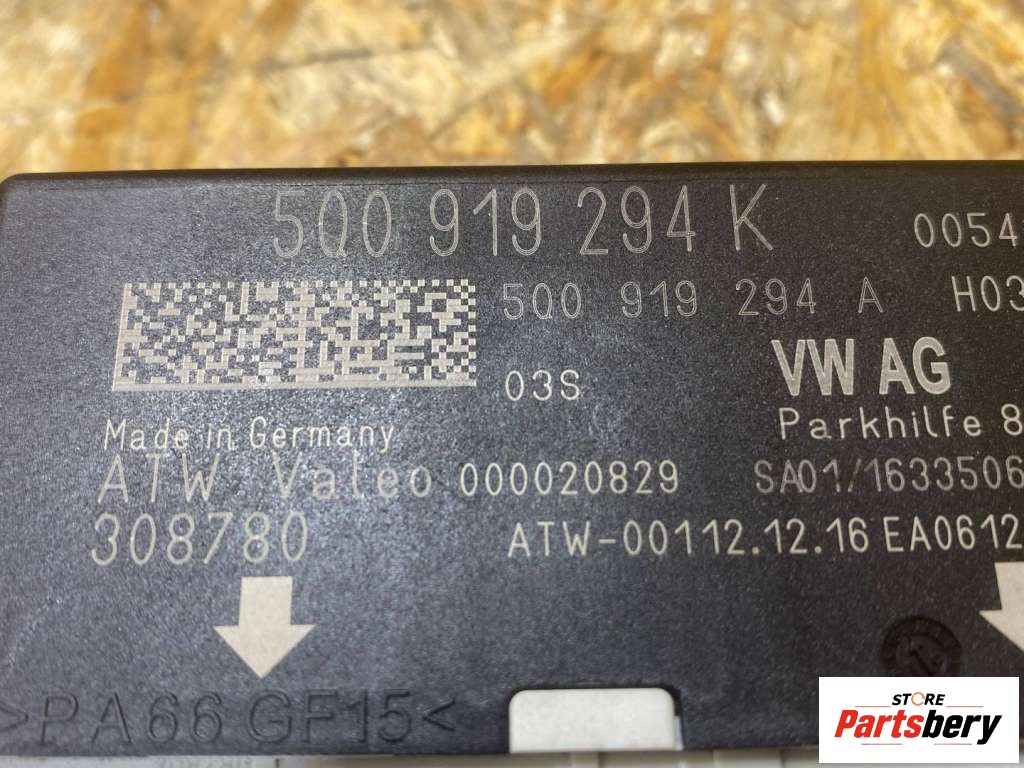 5Q0 919 294 K 0054
5Q0 919 294 A H03
03S VW AG
Made in Germany Parkhilfe 8
ATW Valeo 000020829 SA01/1633506
308780 ATW-00112.12.16 EA0612
>PA66 GF15<
STORE
Partsbery